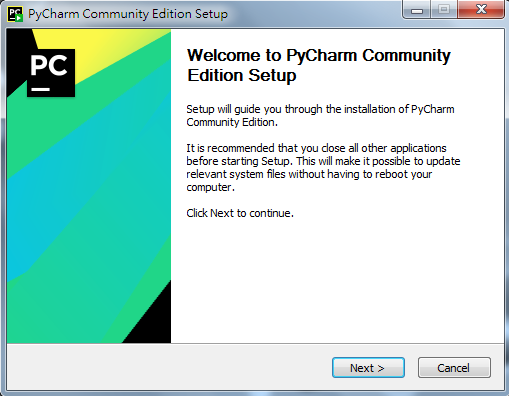 PyCharm Community Edition Setup
PC
Welcome to PyCharm Community
Edition Setup
Setup will guide you through the installation of PyCharm
Community Edition.
It is recommended that you close all other applications
before starting Setup. This will make it possible to update
relevant system files without having to reboot your
computer.
Click Next to continue.
Next >
Cancel